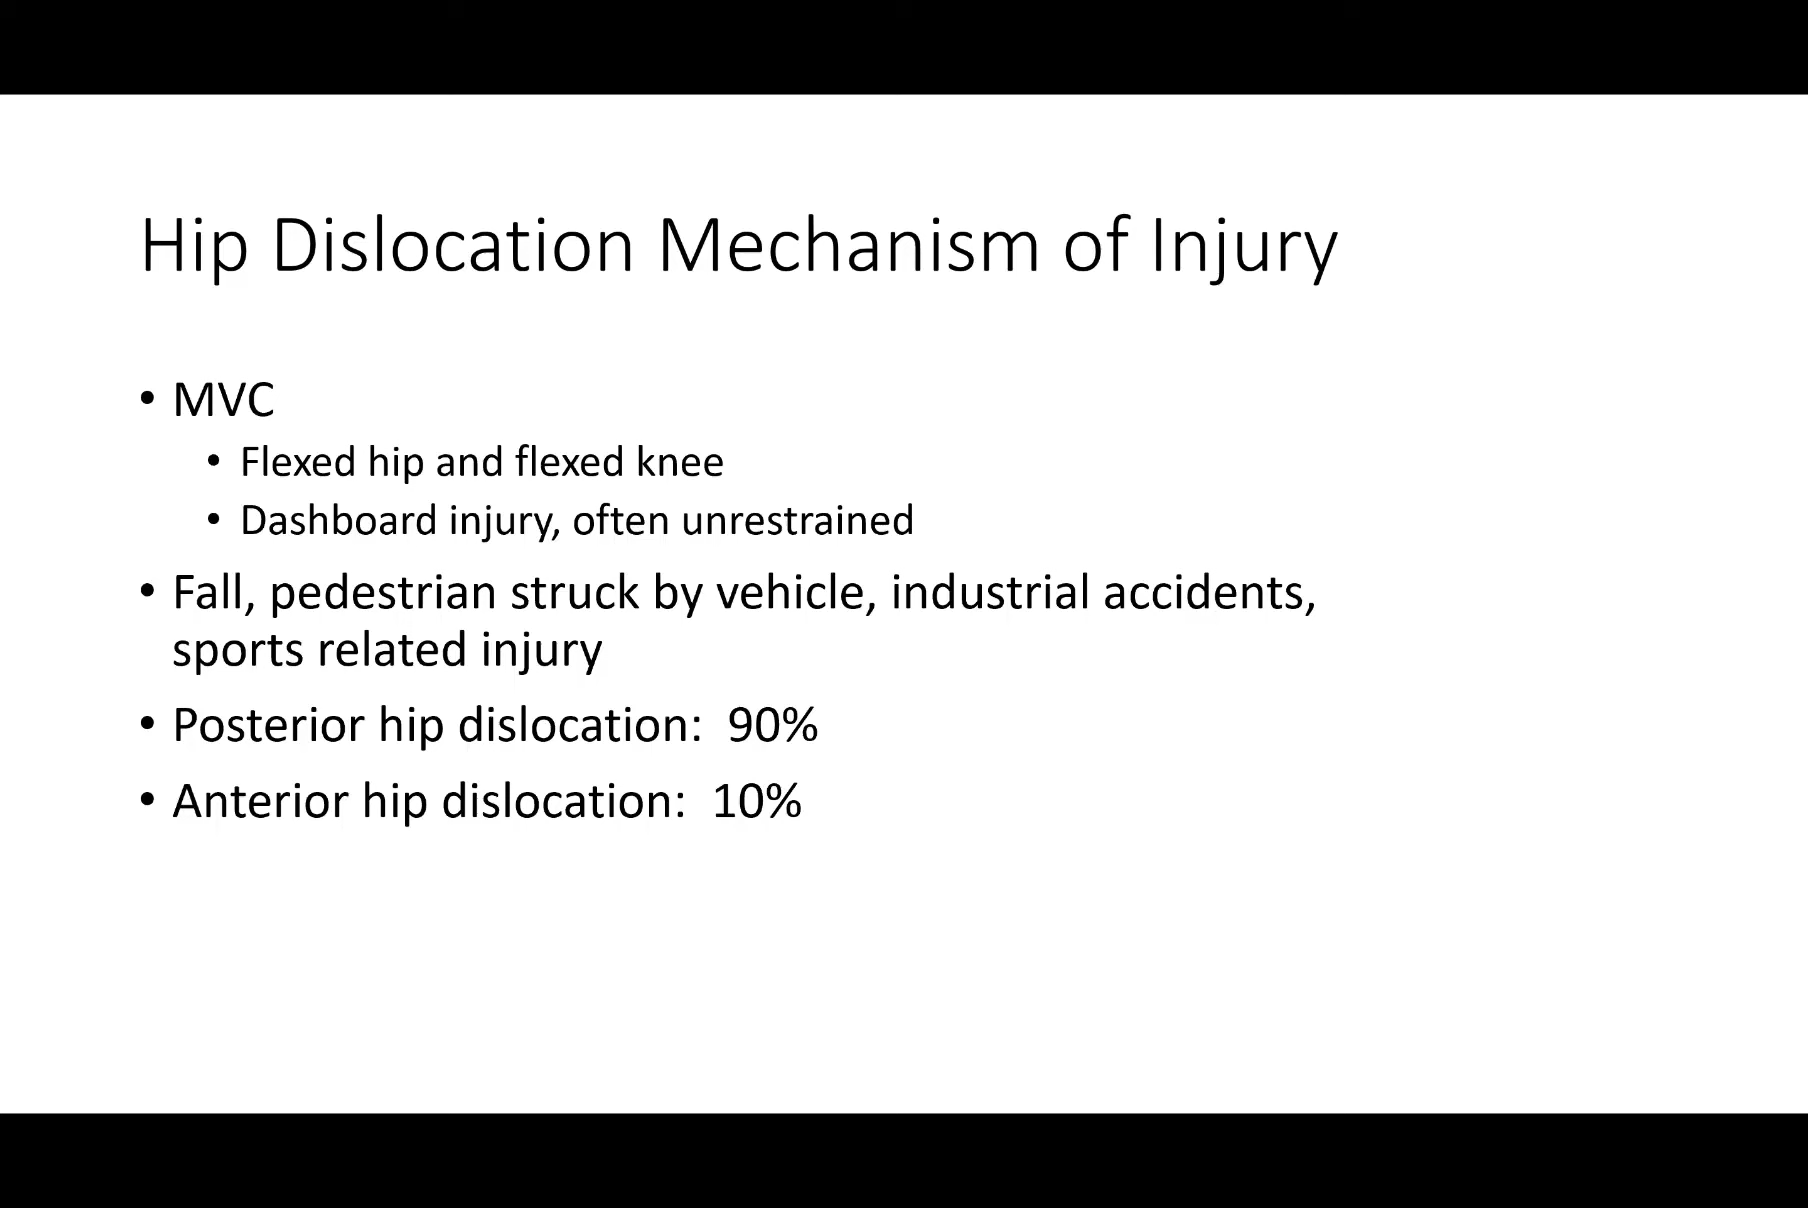 Hip Dislocation Mechanism of Injury
• MVC
• Flexed hip and flexed knee
• Dashboard injury, often unrestrained
• Fall, pedestrian struck by vehicle, industrial accidents,
sports related injury
• Posterior hip dislocation:  90%
• Anterior hip dislocation:  10%